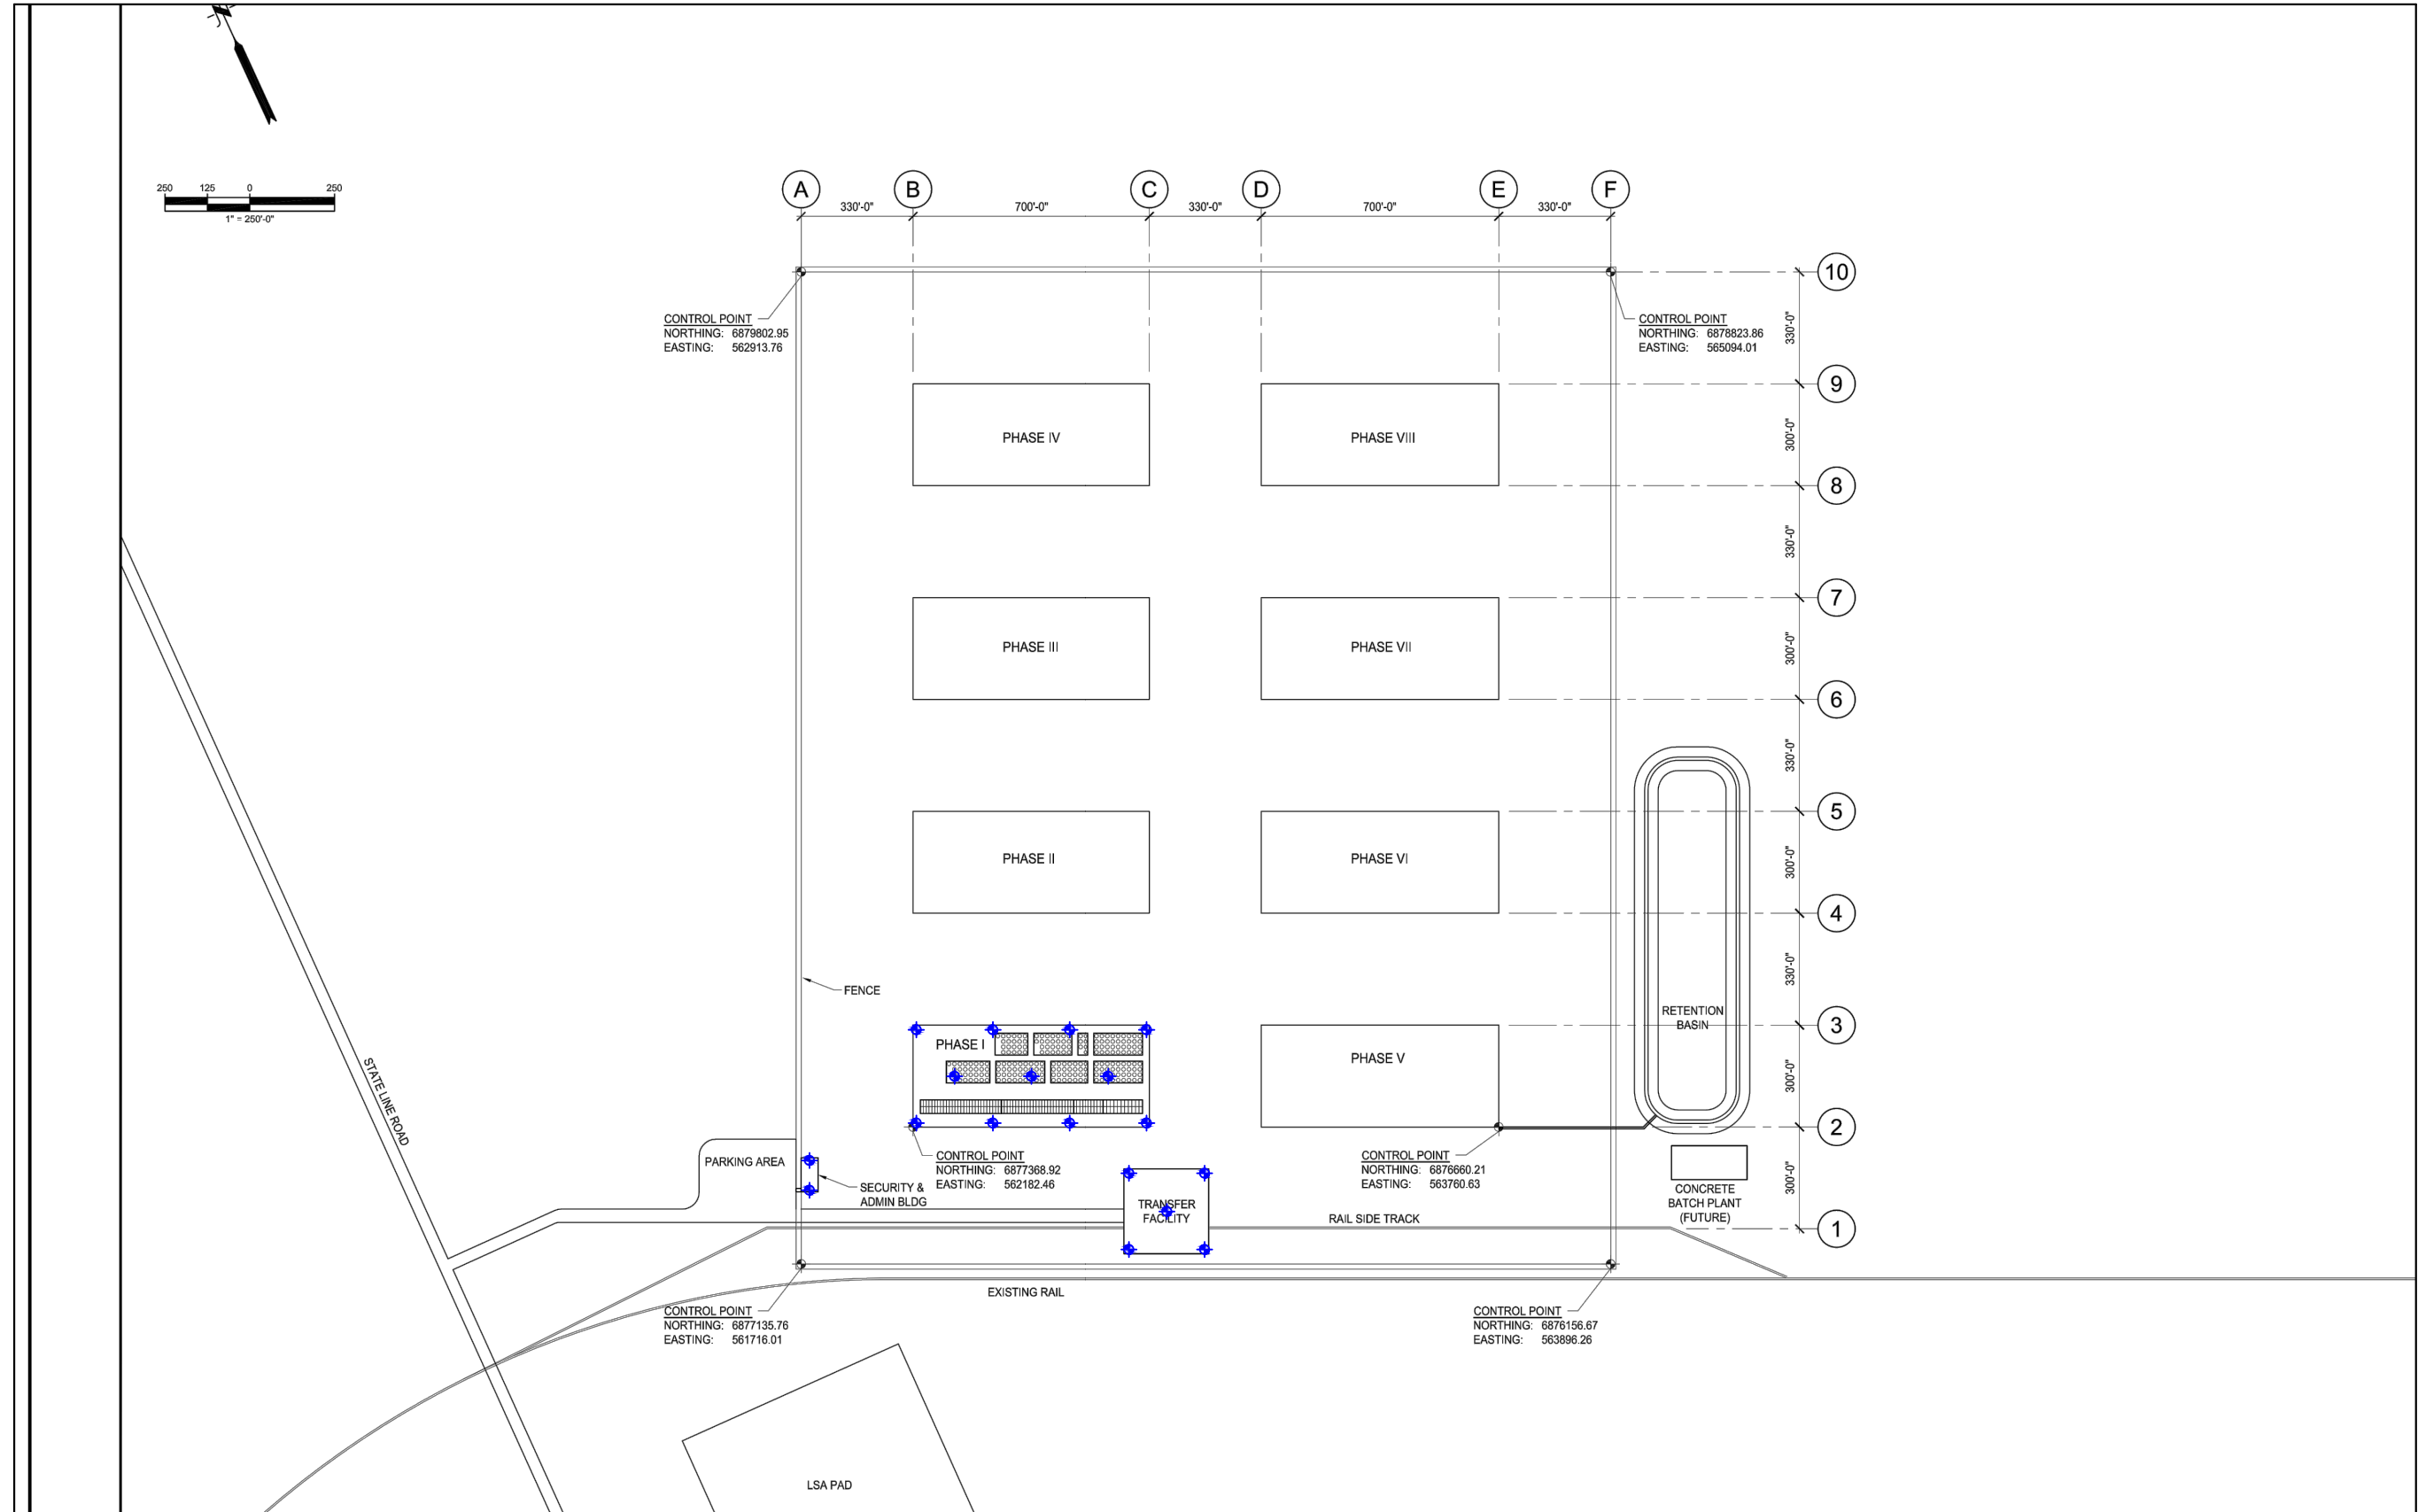 250 125 0 250
1" = 250'-0"
A B C D E F
330'-0" 700'-0" 330'-0" 700'-0" 330'-0"
10
CONTROL POINT
NORTHING: 6879802.95
EASTING: 562913.76
CONTROL POINT
NORTHING: 6878823.86
EASTING: 565094.01
330'-0"
9
PHASE IV
PHASE VIII
300'-0"
8
330'-0"
7
PHASE III
PHASE VII
300'-0"
6
330'-0"
5
PHASE II
PHASE VI
300'-0"
4
FENCE
330'-0"
RETENTION
BASIN
3
PHASE I
PHASE V
300'-0"
STATE LINE ROAD
2
PARKING AREA
SECURITY &
ADMIN BLDG
CONTROL POINT
NORTHING: 6877368.92
EASTING: 562182.46
CONTROL POINT
NORTHING: 6876660.21
EASTING: 563760.63
300'-0"
CONCRETE
BATCH PLANT
(FUTURE)
TRANSFER
FACILITY
RAIL SIDE TRACK
1
EXISTING RAIL
CONTROL POINT
NORTHING: 6877135.76
EASTING: 561716.01
CONTROL POINT
NORTHING: 6876156.67
EASTING: 563896.26
LSA PAD